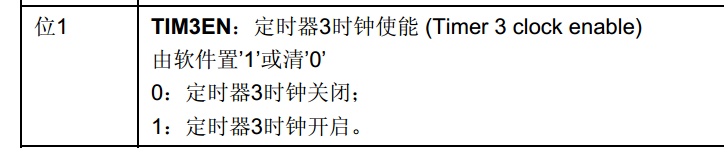 位1
TIM3EN：定时器3时钟使能 (Timer 3 clock enable)
由软件置’1’或清’0’
0：定时器3时钟关闭；
1：定时器3时钟开启。